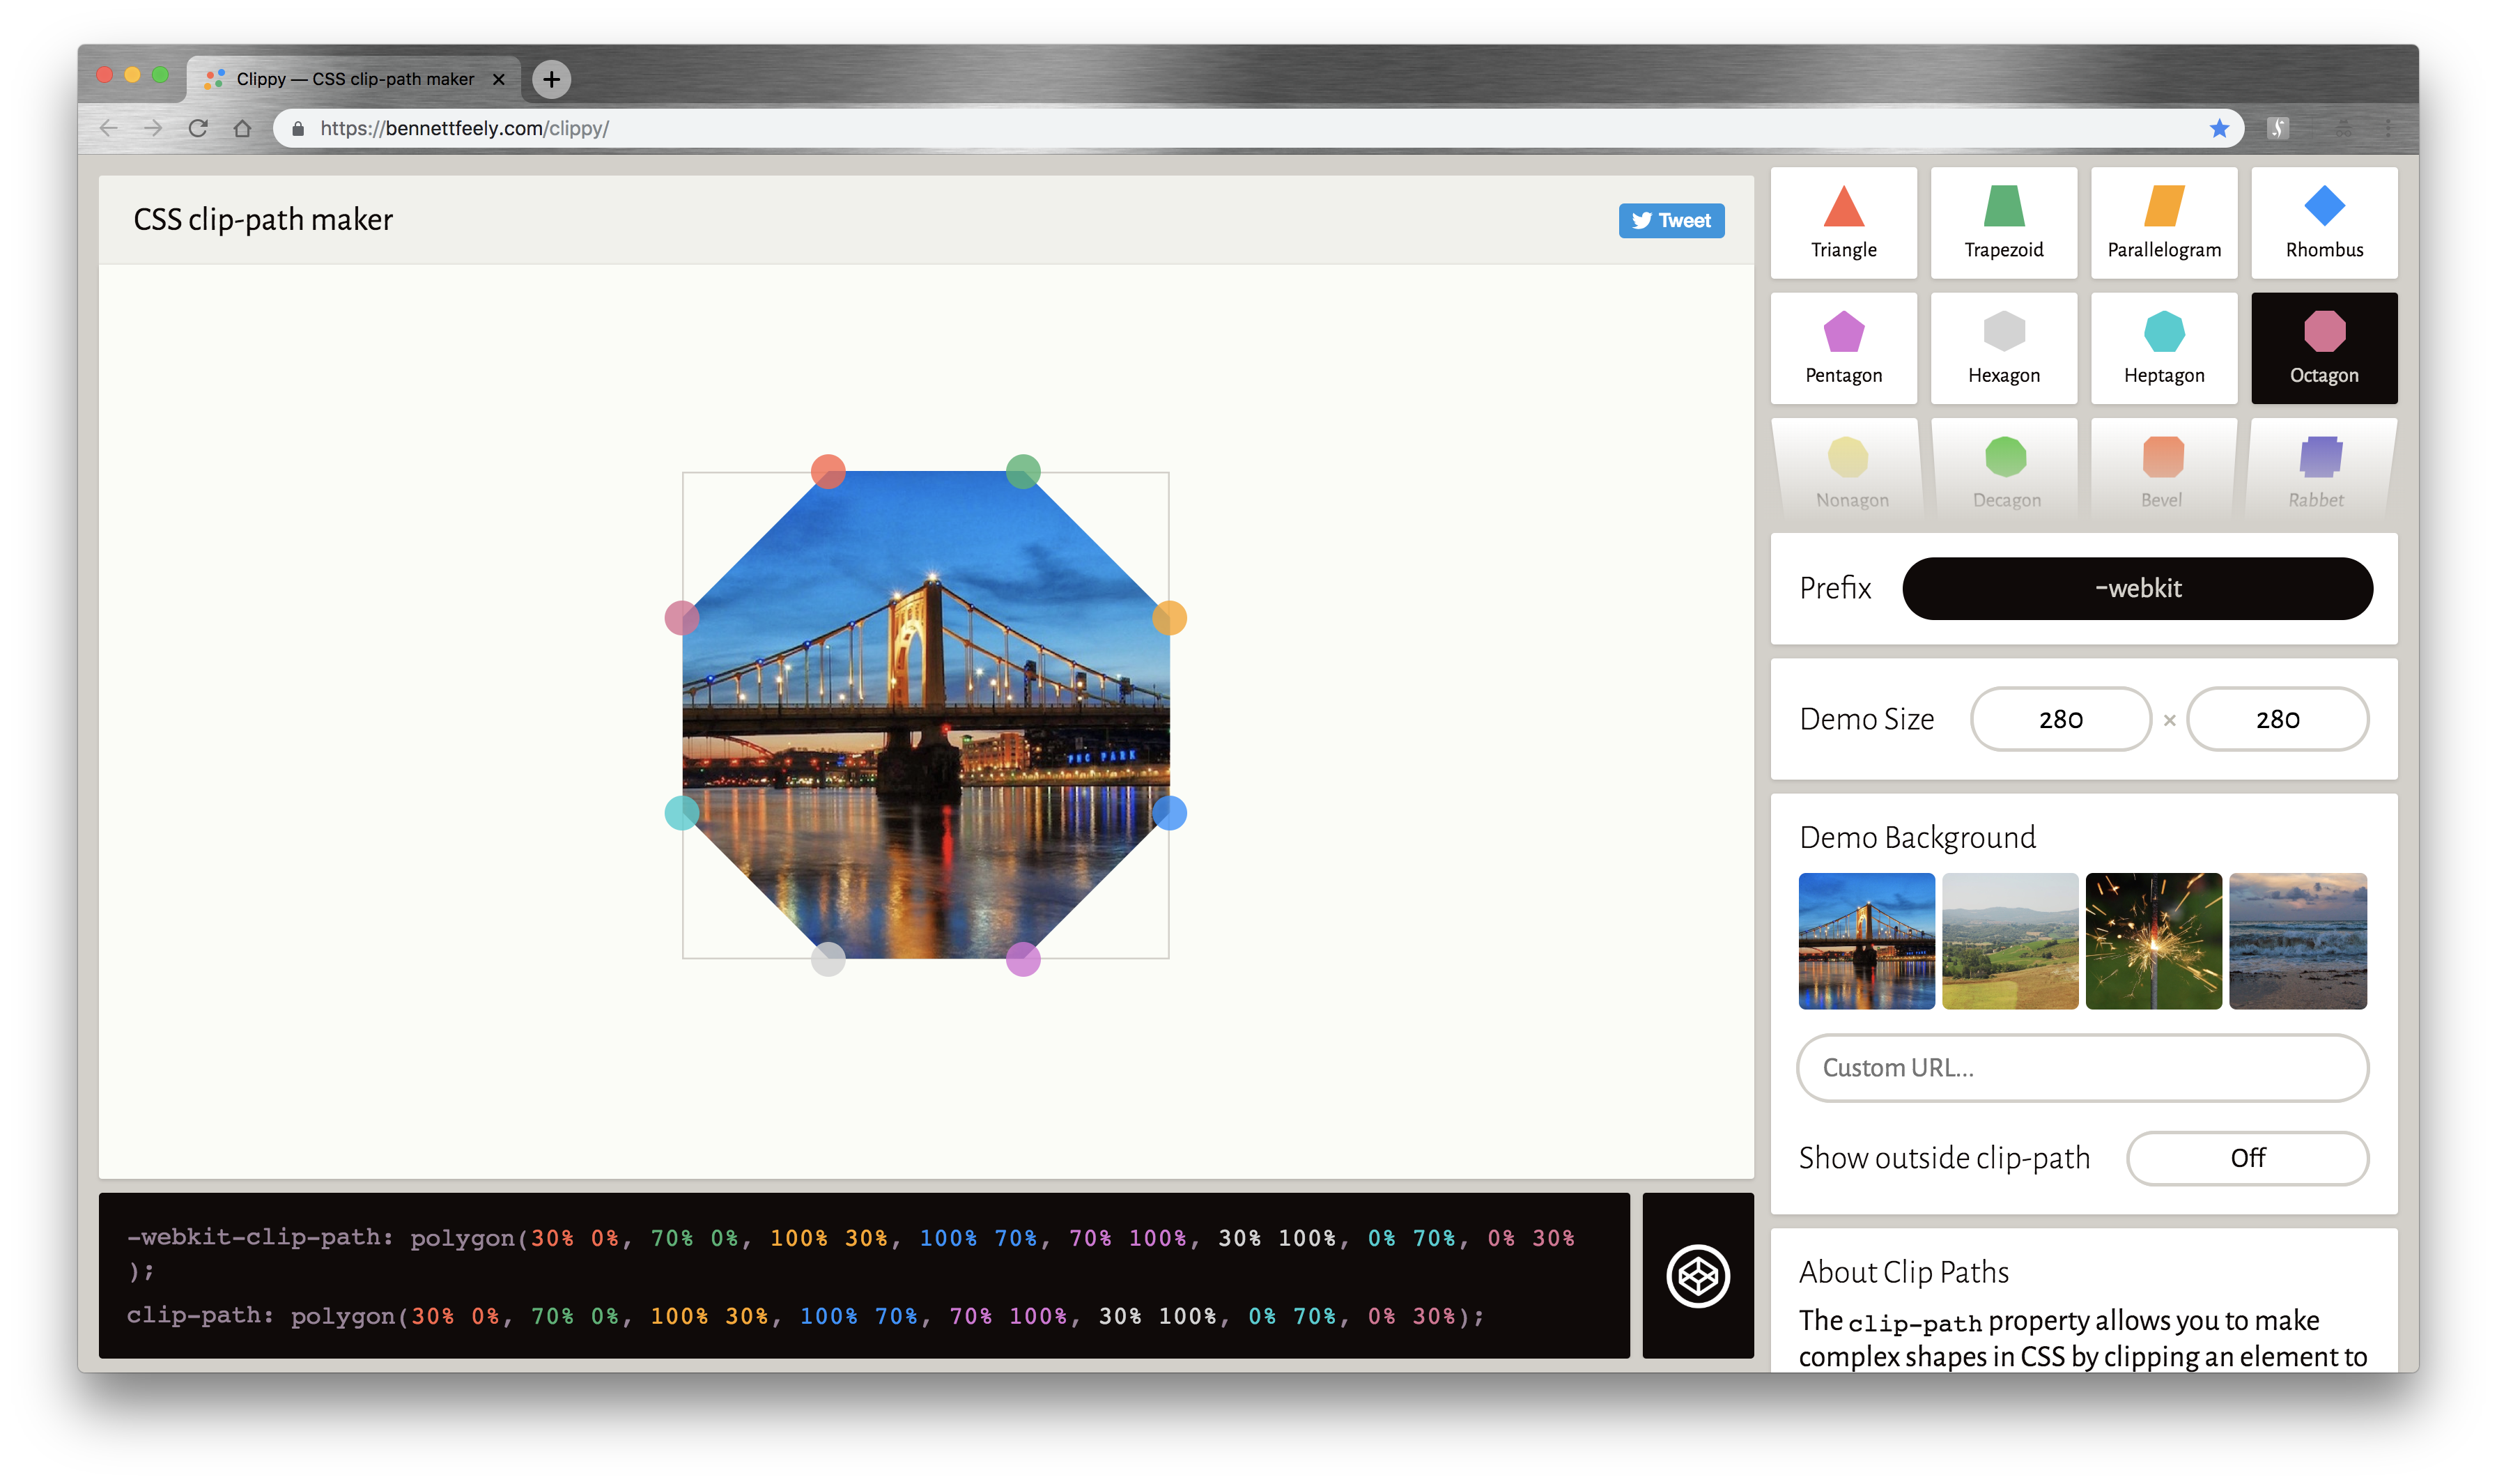 Clippy — CSS clip-path maker
https://bennettfeely.com/clippy/
CSS clip-path maker
Tweet
Triangle
Trapezoid
Parallelogram
Rhombus
Pentagon
Hexagon
Heptagon
Octagon
Nonagon
Decagon
Bevel
Rabbet
Prefix
-webkit
Demo Size
280
×
280
PNC PARK
Demo Background
Custom URL...
Show outside clip-path
Off
-webkit-clip-path: polygon(30% 0%, 70% 0%, 100% 30%, 100% 70%, 70% 100%, 30% 100%, 0% 70%, 0% 30%
);
clip-path: polygon(30% 0%, 70% 0%, 100% 30%, 100% 70%, 70% 100%, 30% 100%, 0% 70%, 0% 30%);
About Clip Paths
The clip-path property allows you to make
complex shapes in CSS by clipping an element to